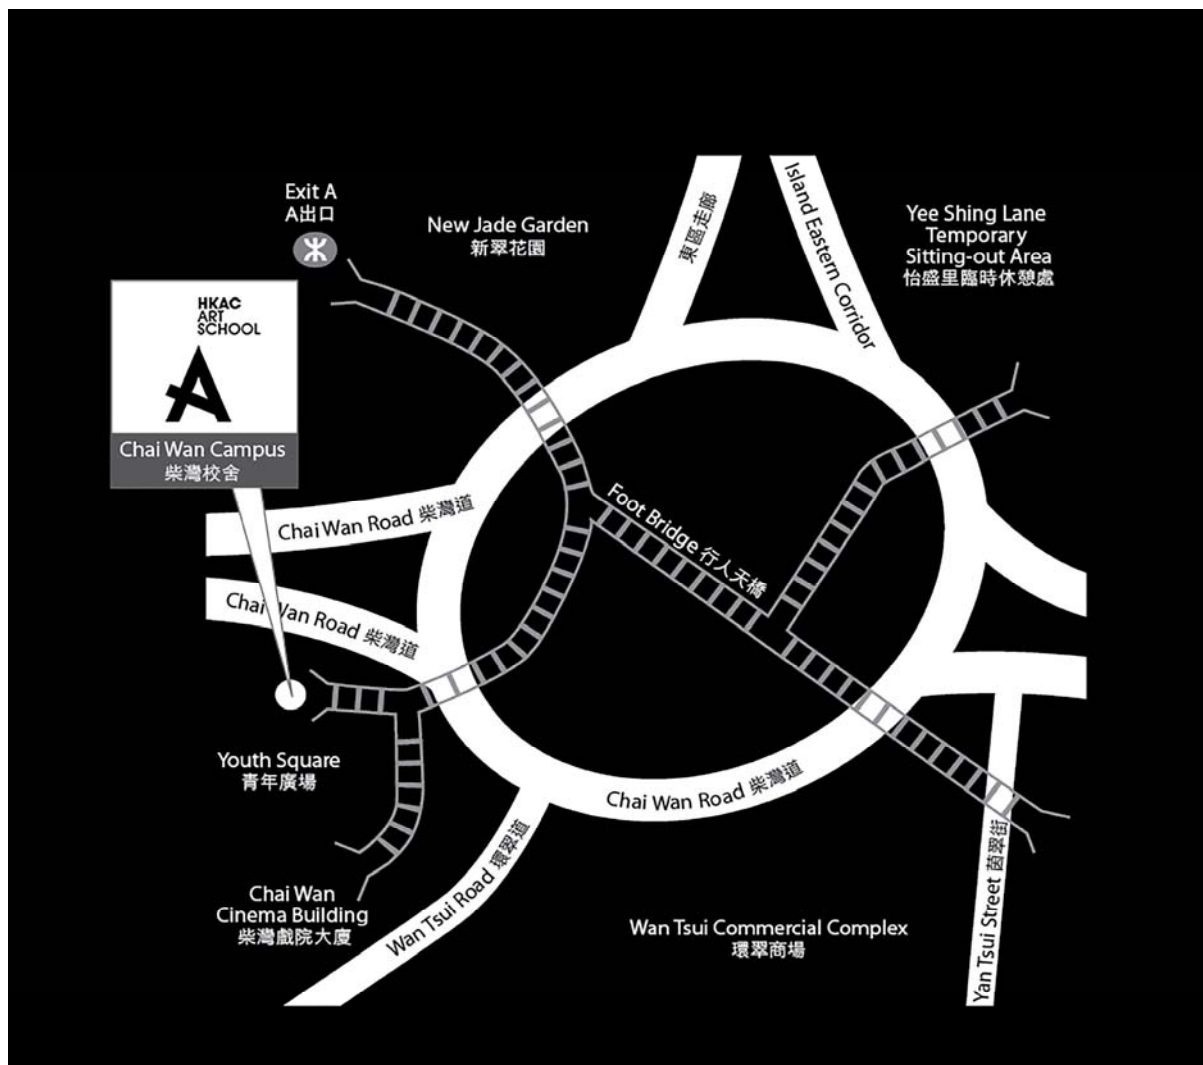 Exit A
A出口
New Jade Garden
新翠花園
東區走廊
Island Eastern Corridor
Yee Shing Lane
Temporary
Sitting-out Area
怡盛里臨時休憩處
HKAC
ART
SCHOOL
Chai Wan Campus
柴灣校舍
Chai Wan Road 柴灣道
Foot Bridge 行人天橋
Chai Wan Road 柴灣道
Youth Square
青年廣場
Chai Wan Road 柴灣道
Chai Wan
Cinema Building
柴灣戲院大廈
Wan Tsui Road 環翠道
Wan Tsui Commercial Complex
環翠商場
Yan Tsui Street 茵翠街